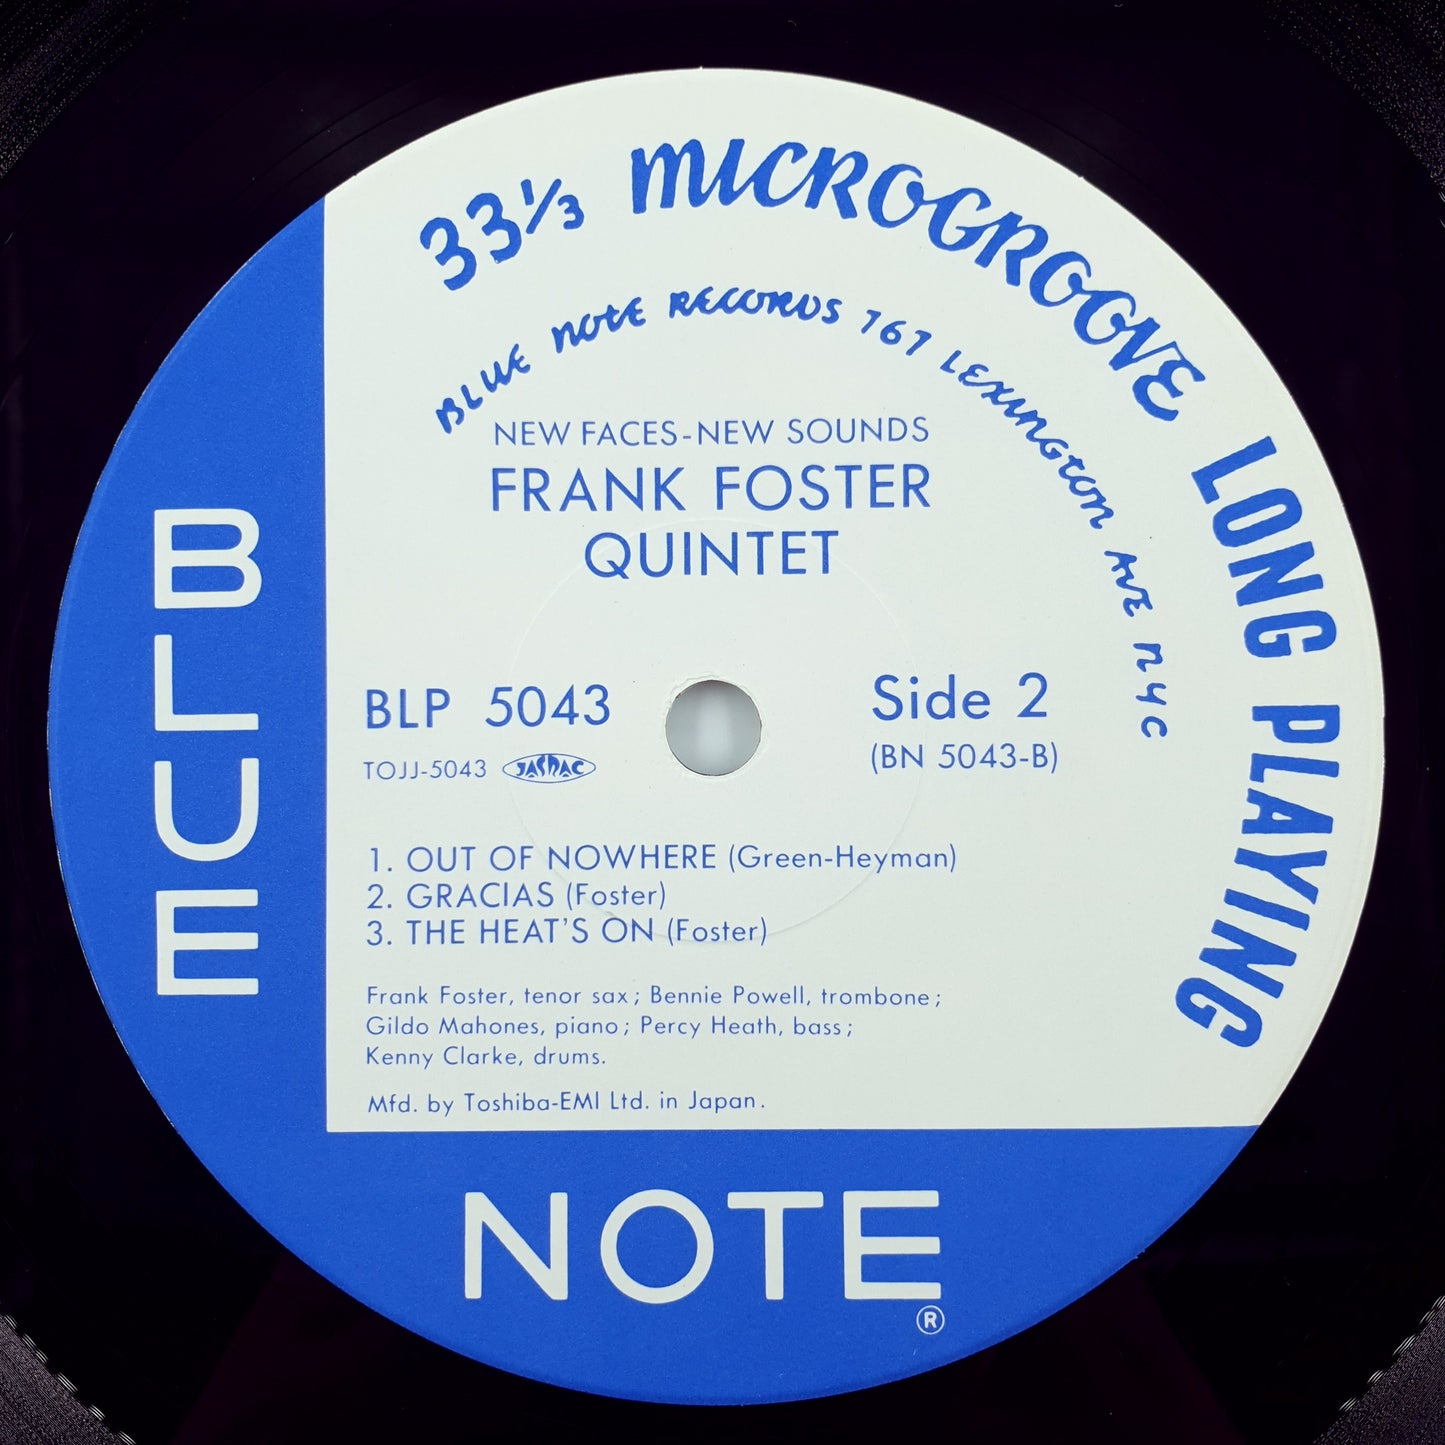 33⅓ MICROGROOVE LONG PLAYING
BLUE NOTE RECORDS 767 LEXINGTON AVE NYC
NEW FACES-NEW SOUNDS
FRANK FOSTER
QUINTET
BLP 5043
Side 2
TOJJ-5043 JASRAC
(BN 5043-B)
1. OUT OF NOWHERE (Green-Heyman)
2. GRACIAS (Foster)
3. THE HEAT'S ON (Foster)
Frank Foster, tenor sax; Bennie Powell, trombone;
Gildo Mahones, piano; Percy Heath, bass;
Kenny Clarke, drums.
Mfd. by Toshiba-EMI Ltd. in Japan.
BLUE
NOTE
®